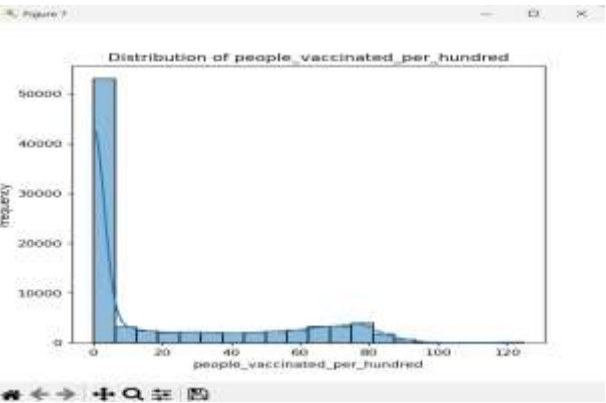 Figure 7
Distribution of people_vaccinated_per_hundred
50000
40000
30000
20000
10000
0
Frequency
0 20 40 60 80 100 120
people_vaccinated_per_hundred